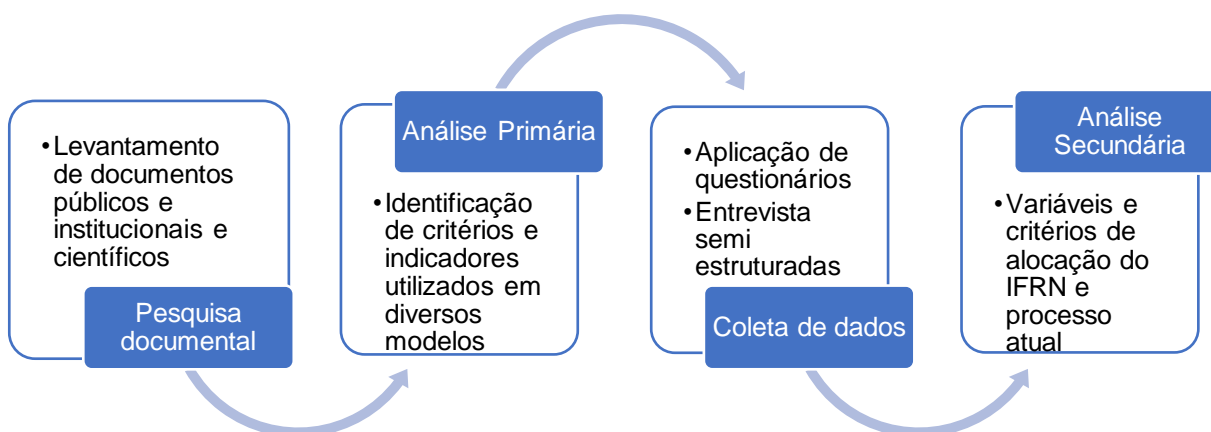 •Levantamento
de documentos
públicos e
institucionais e
científicos
Pesquisa
documental
Análise Primária
•Identificação
de critérios e
indicadores
utilizados em
diversos
modelos
•Aplicação de
questionários
•Entrevista
semi
estruturadas
Coleta de dados
Análise
Secundária
•Variáveis e
critérios de
alocação do
IFRN e
processo
atual